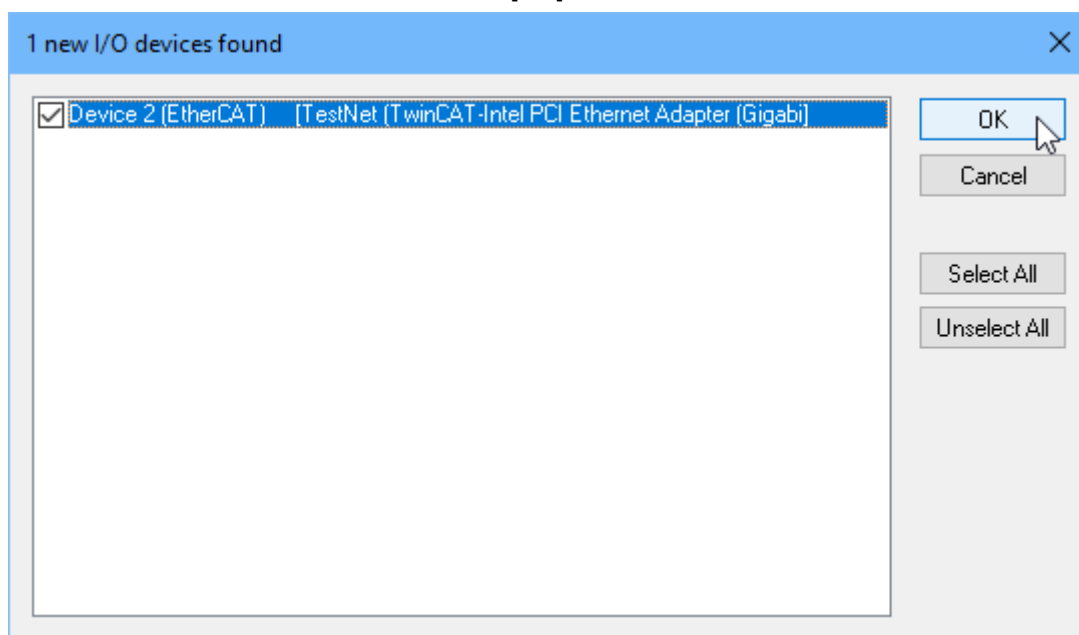 1 new I/O devices found
Device 2 (EtherCAT) [TestNet (TwinCAT-Intel PCI Ethernet Adapter (Gigabi]
OK
Cancel
Select All
Unselect All